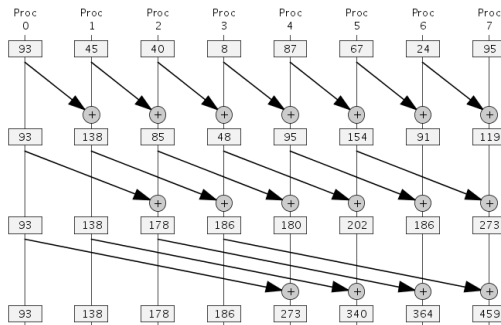 Proc Proc Proc Proc Proc Proc Proc Proc
0 1 2 3 4 5 6 7
93 45 40 8 87 67 24 95
+ + + + + + +
93 138 85 48 95 154 91 119
+ + + + + +
93 138 178 186 180 202 186 273
+ + + +
93 138 178 186 273 340 364 459